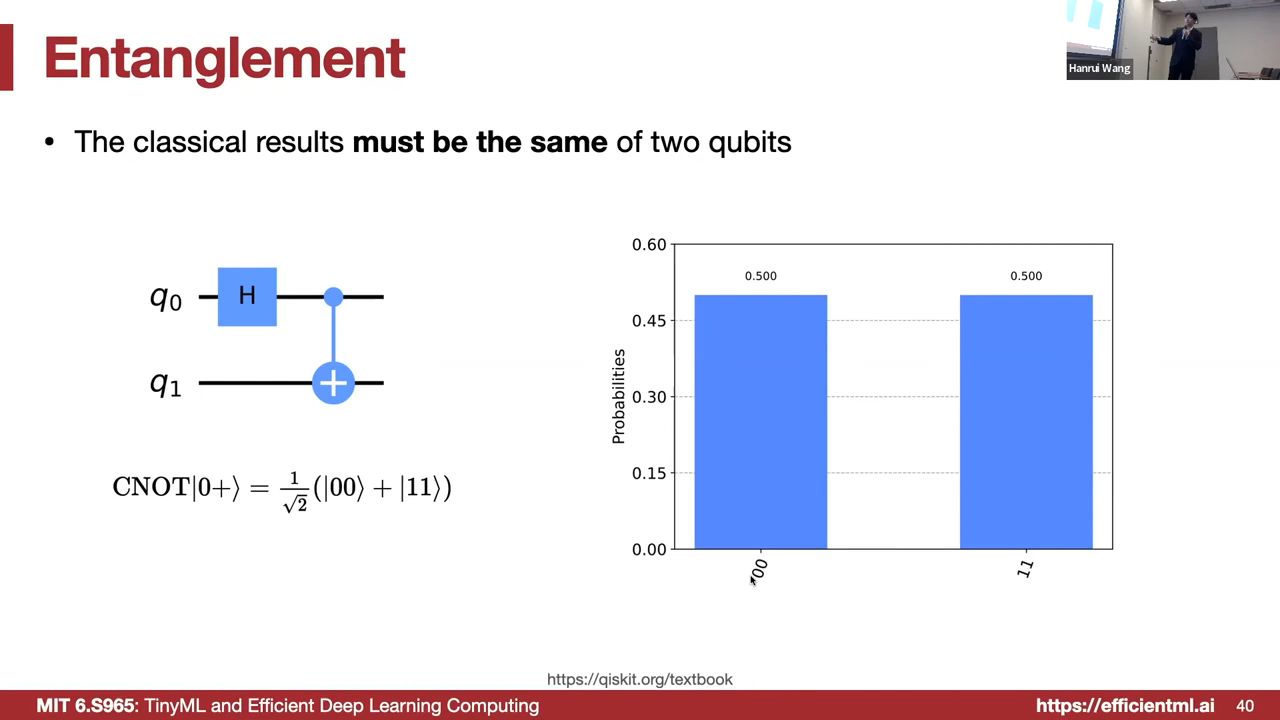 Entanglement
Hanrui Wang
• The classical results must be the same of two qubits
q0
H
q1
CNOT|0+⟩ = 1/√2 (|00⟩ + |11⟩)
0.60
0.45
0.30
0.15
0.00
Probabilities
0.500
0.500
00
11
https://qiskit.org/textbook
MIT 6.S965: TinyML and Efficient Deep Learning Computing
https://efficientml.ai
40